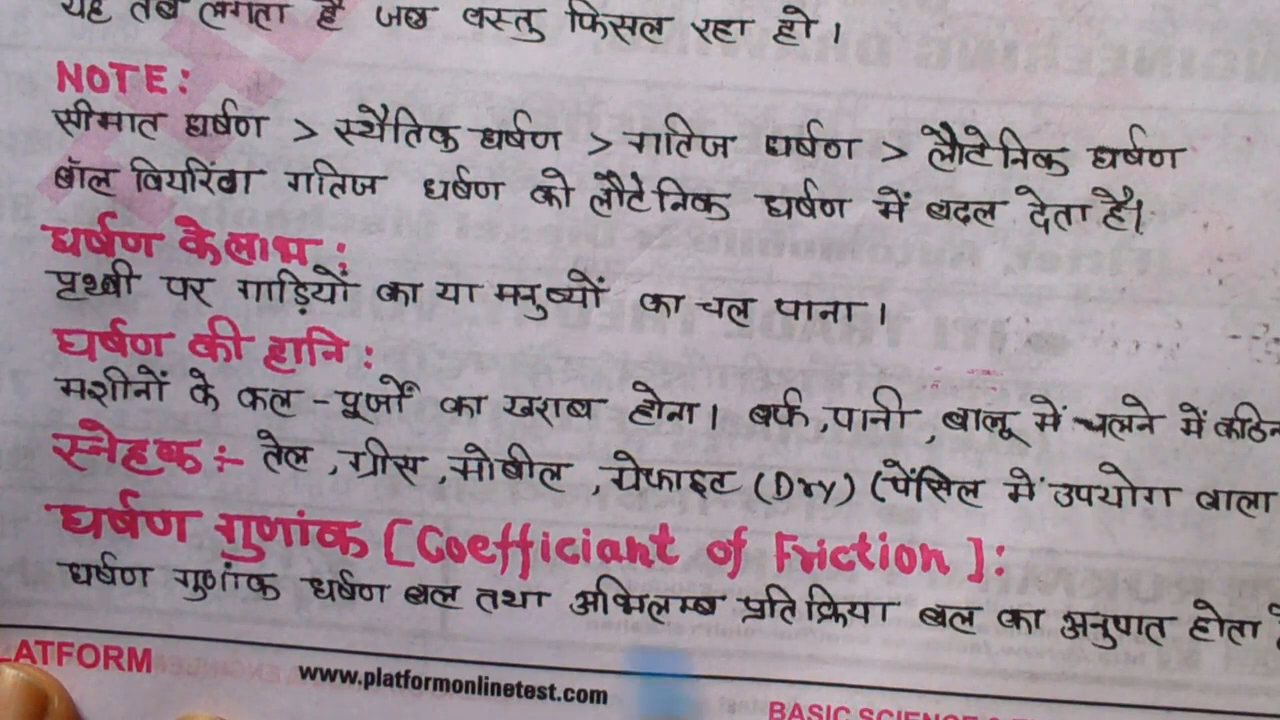 यह तब लगता है जब वस्तु फिसल रहा हो।
NOTE:
सीमांत घर्षण > स्थैतिक घर्षण > गतिज घर्षण > लौटेनिक घर्षण
बॉल बियरिंग गतिज घर्षण को लौटेनिक घर्षण में बदल देता है।
घर्षण के लाभ :
पृथ्वी पर गाड़ियों का या मनुष्यों का चल पाना।
घर्षण की हानि :
मशीनों के कल-पूर्जों का खराब होना। बर्फ, पानी, बालू में चलने में
स्नेहक :- तेल, ग्रीस, मोबील, ग्रेफाइट (Dry) (पेंसिल में उपयोग वाला
घर्षण गुणांक [Coefficiant of Friction ]:
घर्षण गुणांक घर्षण बल तथा अभिलम्ब प्रतिक्रिया बल का अनुपात होता
LATFORM
www.platformonlinetest.com
BASIC